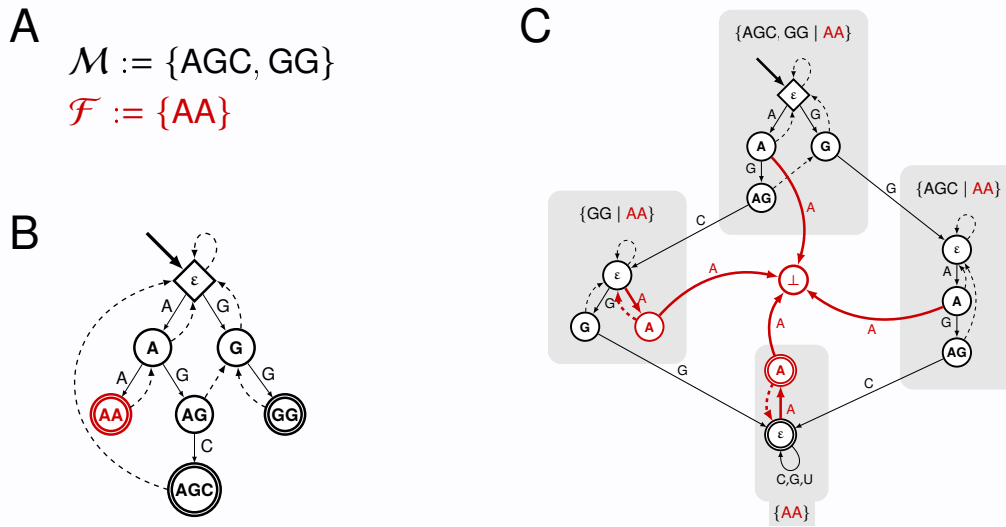 A
ℳ := {AGC, GG}
ℱ := {AA}
B
ε
A
G
A
G
A
G
G
AA
AG
GG
C
AGC
C
{AGC, GG | AA}
ε
A
G
A
G
G
AG
A
G
{AGC | AA}
ε
A
A
G
AG
C
{GG | AA}
ε
G
A
G
A
A
C
G
⊥
A
A
A
A
ε
C,G,U
{AA}